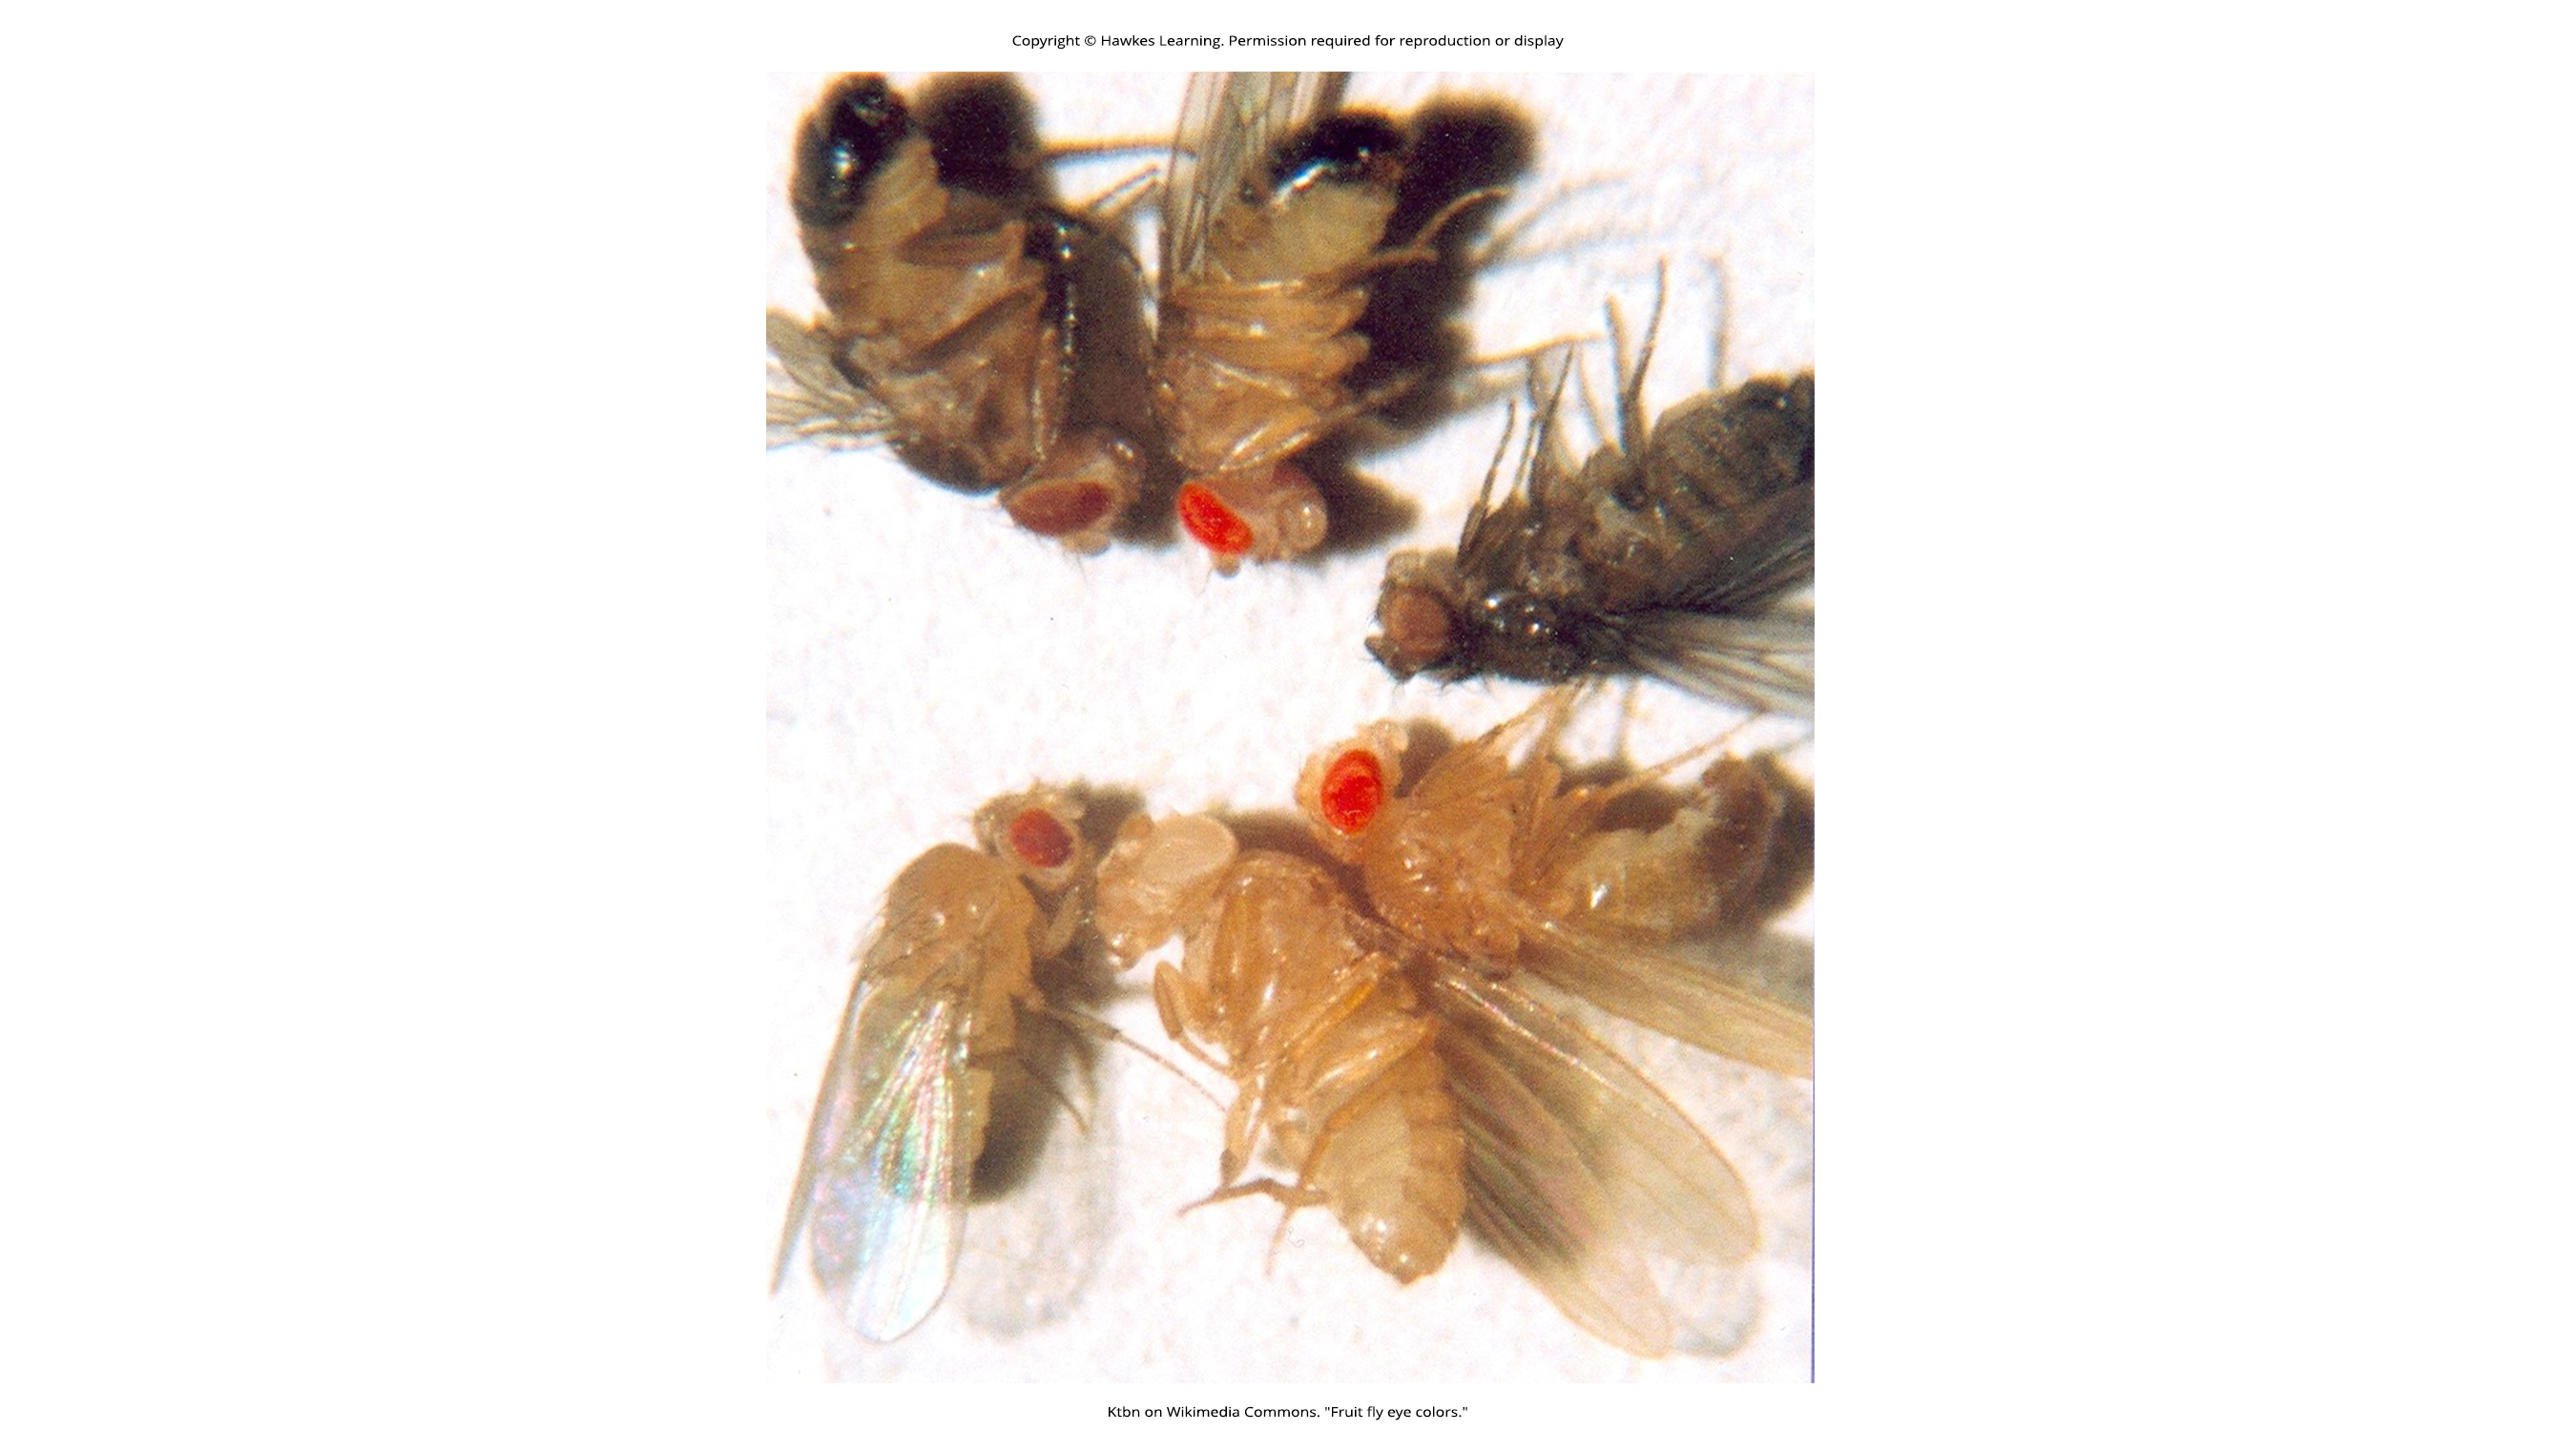 Copyright © Hawkes Learning. Permission required for reproduction or display
Ktbn on Wikimedia Commons. "Fruit fly eye colors."